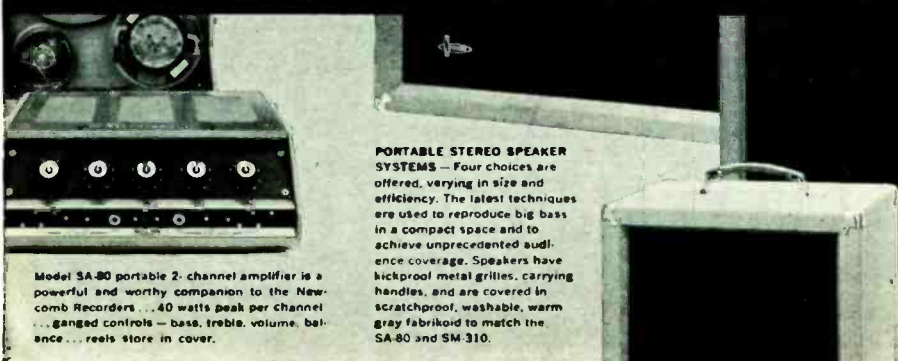 Model SA-80 portable 2- channel amplifier is a
powerful and worthy companion to the New-
comb Recorders ... 40 watts peak per channel
... ganged controls — bass, treble, volume, bal-
ance ... reels store in cover.
PORTABLE STEREO SPEAKER
SYSTEMS — Four choices are
offered, varying in size and
efficiency. The latest techniques
are used to reproduce big bass
in a compact space and to
achieve unprecedented audi-
ence coverage. Speakers have
kickproof metal grilles, carrying
handles, and are covered in
scratchproof, washable, warm
gray fabrikoid to match the
SA-80 and SM-310.